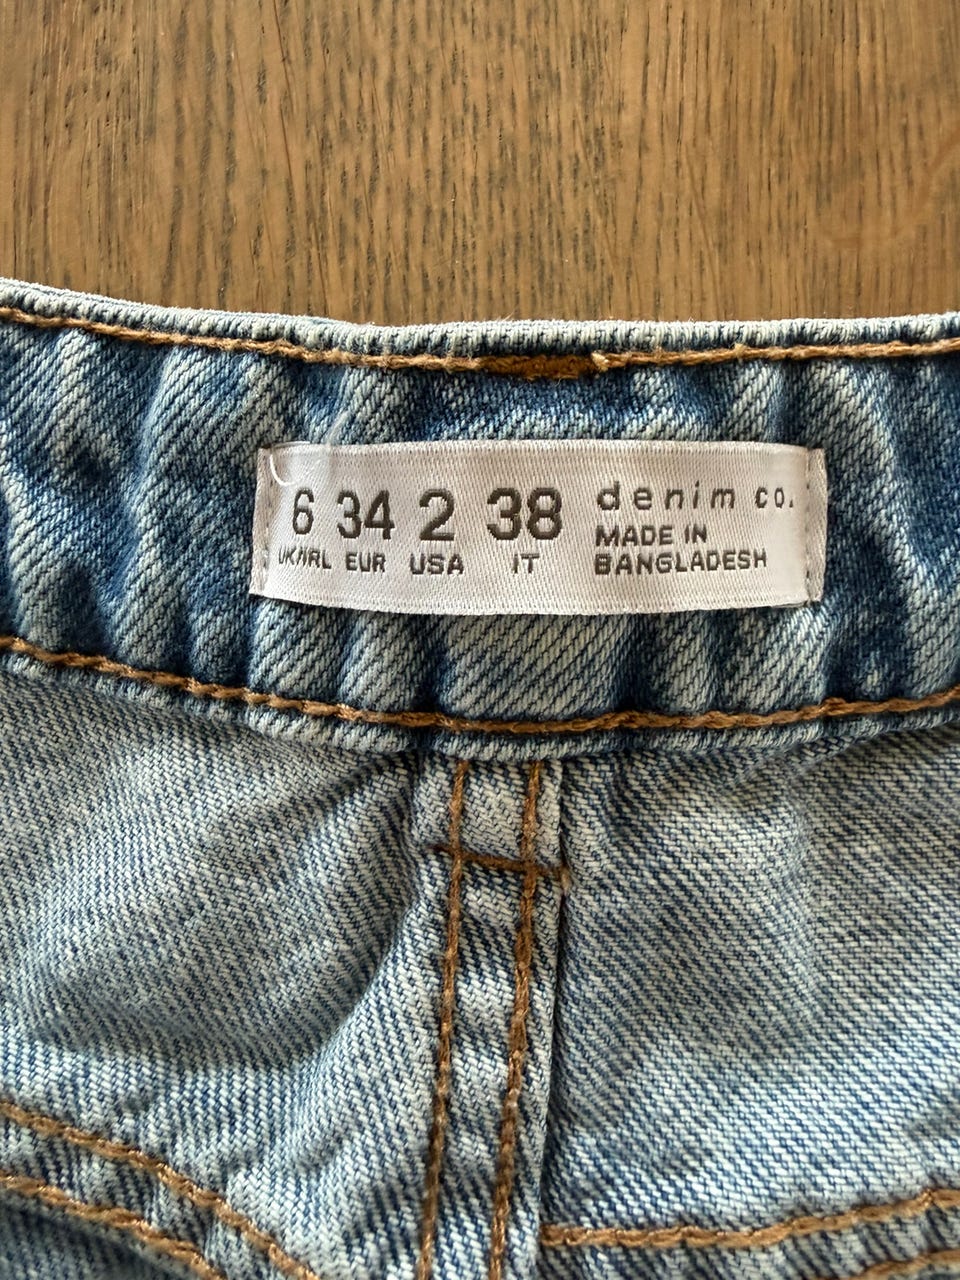 6 34 2 38 denim co.
UK/IRL EUR USA IT MADE IN
BANGLADESH